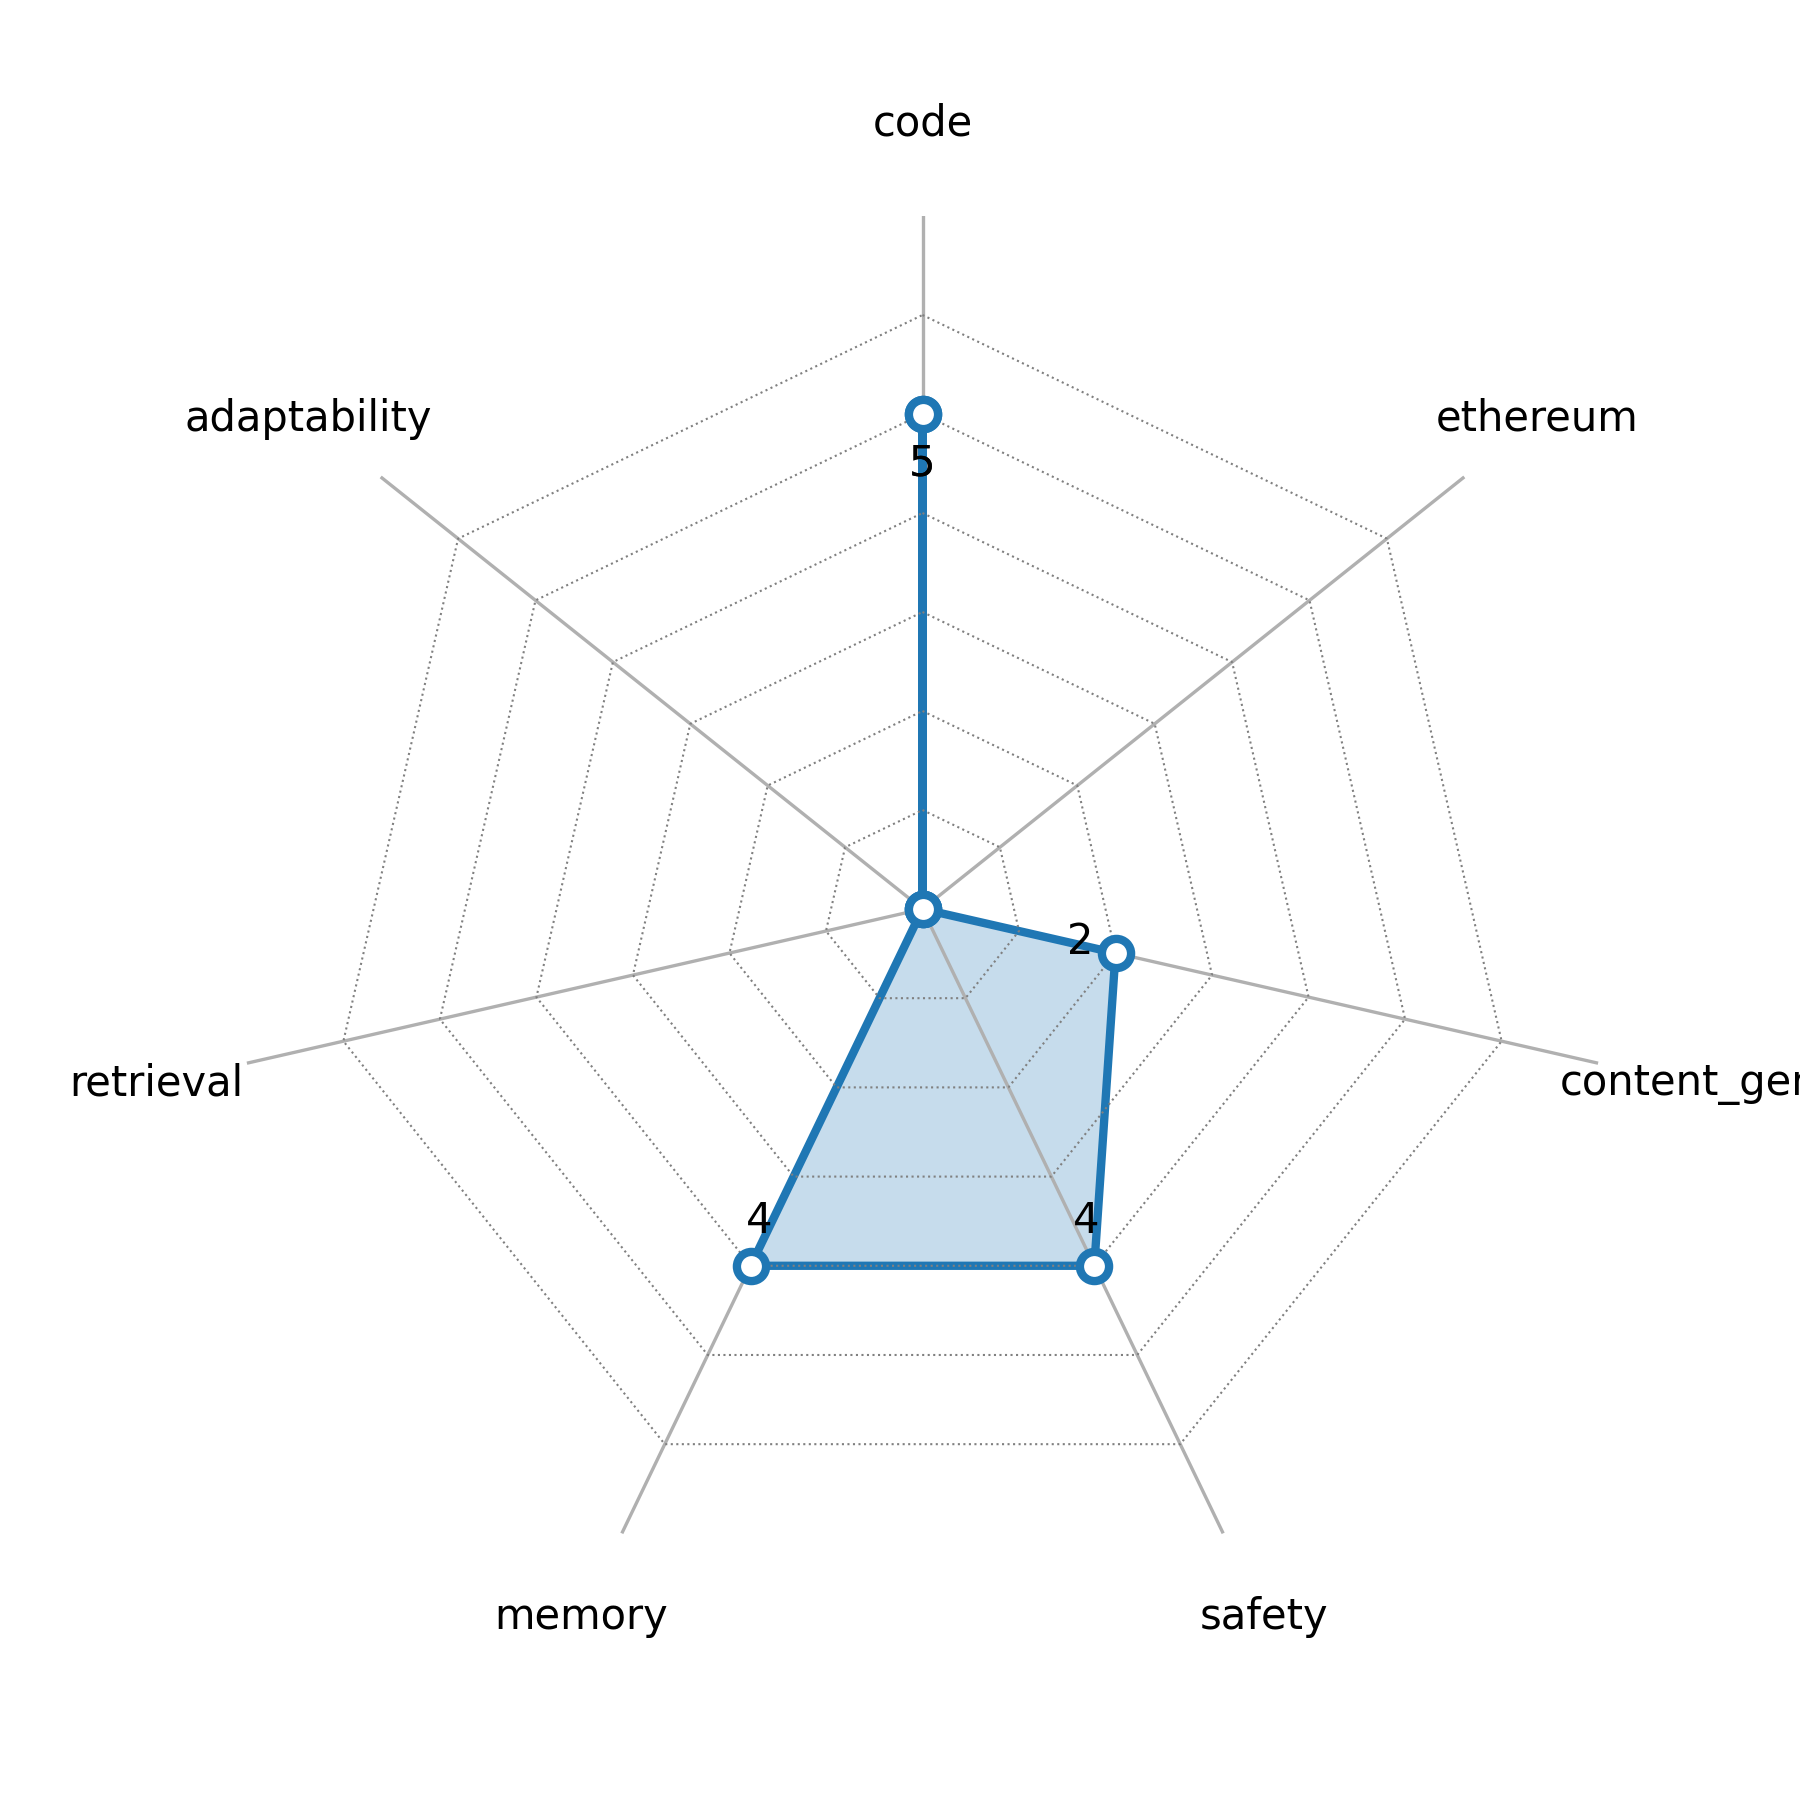 code
adaptability
ethereum
5
2
retrieval
content_ger
4
4
memory
safety